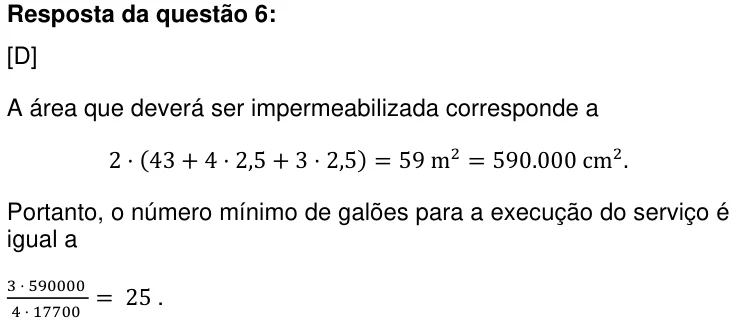 Resposta da questão 6:
[D]
A área que deverá ser impermeabilizada corresponde a
2 · (43 + 4 · 2,5 + 3 · 2,5) = 59 m² = 590.000 cm².
Portanto, o número mínimo de galões para a execução do serviço é
igual a
3 · 590000 / 4 · 17700 = 25 .